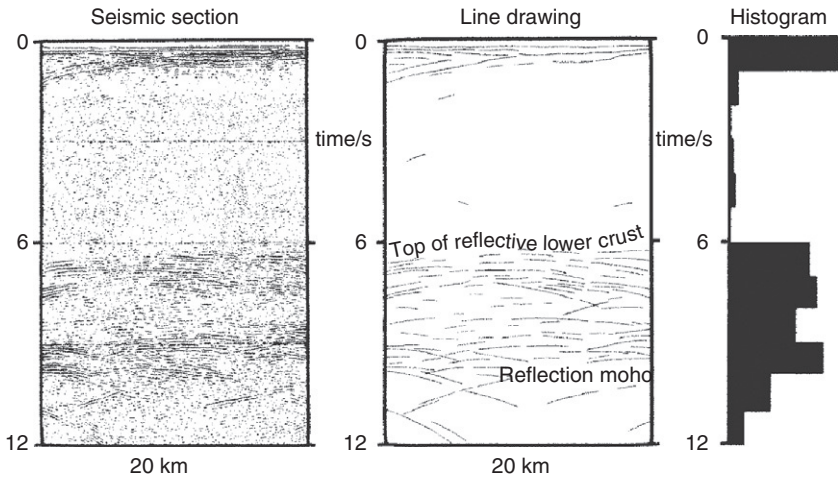 Seismic section
Line drawing
Histogram
0
0
0
time/s
time/s
6
6
6
Top of reflective lower crust
Reflection moho
12
12
12
20 km
20 km